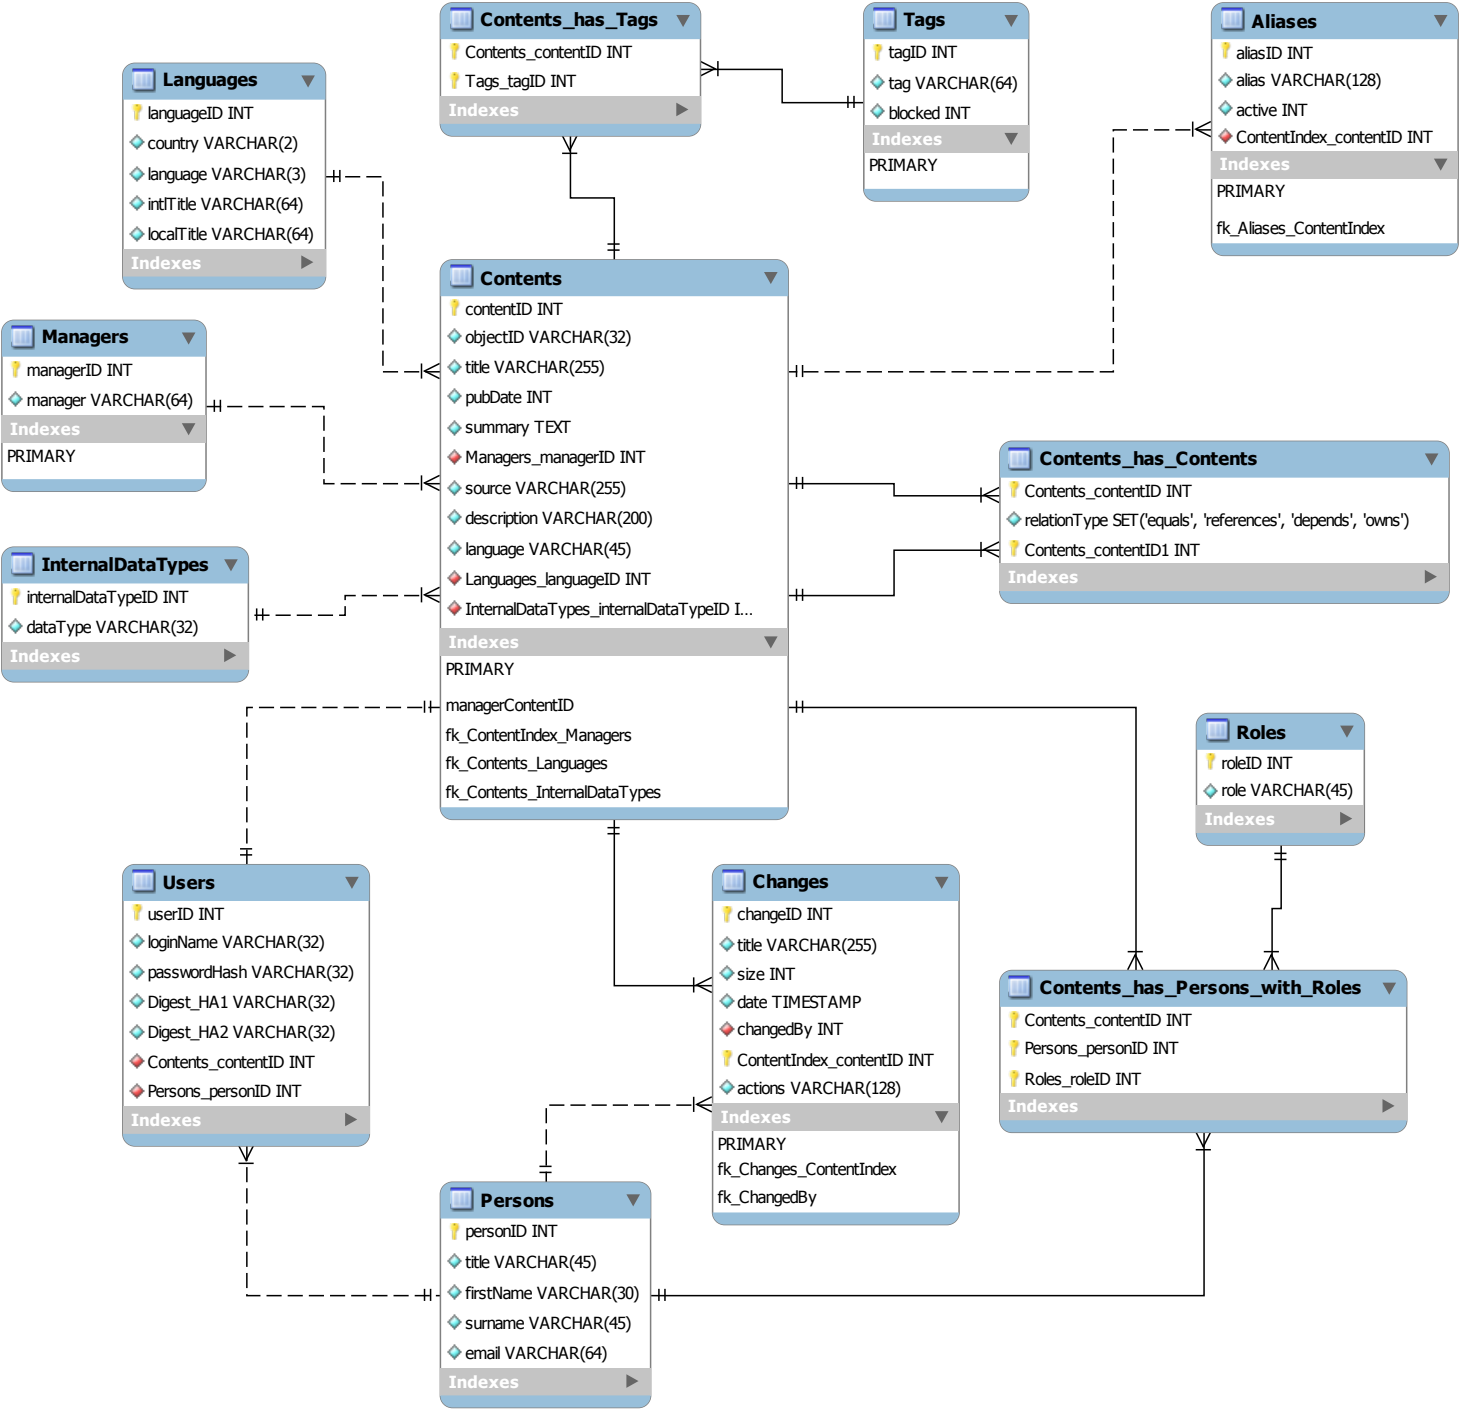 Contents_has_Tags
Contents_contentID INT
Tags_tagID INT
Indexes
Tags
tagID INT
tag VARCHAR(64)
blocked INT
Indexes
PRIMARY
Aliases
aliasID INT
alias VARCHAR(128)
active INT
ContentIndex_contentID INT
Indexes
PRIMARY
fk_Aliases_ContentIndex
Languages
languageID INT
country VARCHAR(2)
language VARCHAR(3)
intlTitle VARCHAR(64)
localTitle VARCHAR(64)
Indexes
Managers
managerID INT
manager VARCHAR(64)
Indexes
PRIMARY
Contents
contentID INT
objectID VARCHAR(32)
title VARCHAR(255)
pubDate INT
summary TEXT
Managers_managerID INT
source VARCHAR(255)
description VARCHAR(200)
language VARCHAR(45)
Languages_languageID INT
InternalDataTypes_internalDataTypeID I...
Indexes
PRIMARY
managerContentID
fk_ContentIndex_Managers
fk_Contents_Languages
fk_Contents_InternalDataTypes
Contents_has_Contents
Contents_contentID INT
relationType SET('equals', 'references', 'depends', 'owns')
Contents_contentID1 INT
Indexes
InternalDataTypes
internalDataTypeID INT
dataType VARCHAR(32)
Indexes
Roles
roleID INT
role VARCHAR(45)
Indexes
Users
userID INT
loginName VARCHAR(32)
passwordHash VARCHAR(32)
Digest_HA1 VARCHAR(32)
Digest_HA2 VARCHAR(32)
Contents_contentID INT
Persons_personID INT
Indexes
Changes
changeID INT
title VARCHAR(255)
size INT
date TIMESTAMP
changedBy INT
ContentIndex_contentID INT
actions VARCHAR(128)
Indexes
PRIMARY
fk_Changes_ContentIndex
fk_ChangedBy
Contents_has_Persons_with_Roles
Contents_contentID INT
Persons_personID INT
Roles_roleID INT
Indexes
Persons
personID INT
title VARCHAR(45)
firstName VARCHAR(30)
surname VARCHAR(45)
email VARCHAR(64)
Indexes